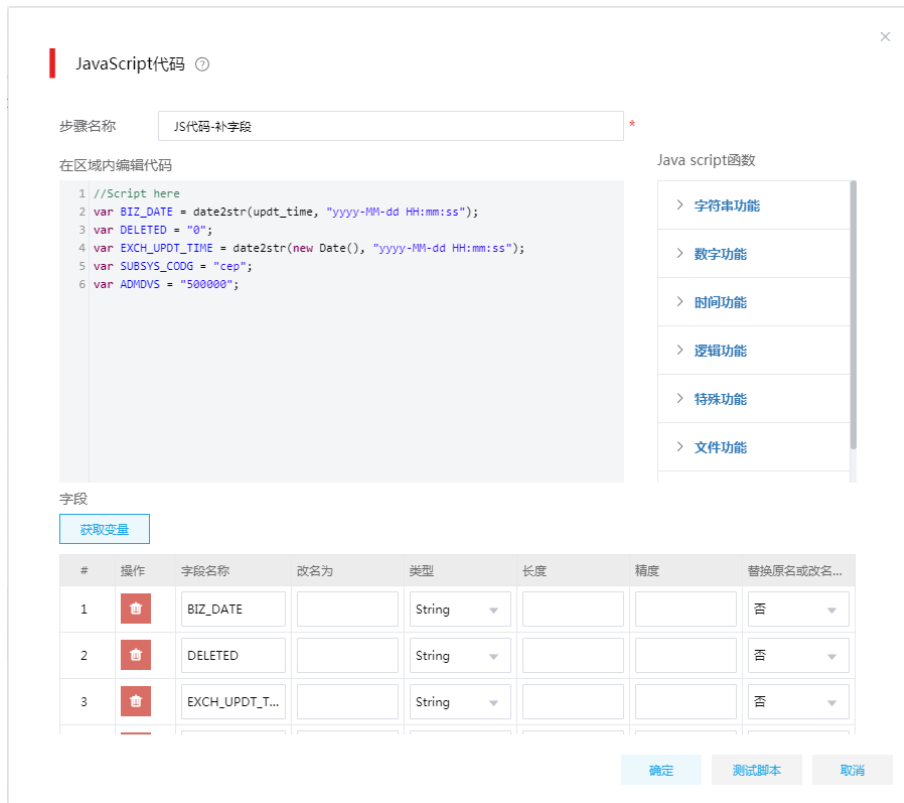 JavaScript代码
步骤名称 JS代码-补字段 *
在区域内编辑代码
Java script函数
1 //Script here
2 var BIZ_DATE = date2str(updt_time, "yyyy-MM-dd HH:mm:ss");
3 var DELETED = "0";
4 var EXCH_UPDT_TIME = date2str(new Date(), "yyyy-MM-dd HH:mm:ss");
5 var SUBSYS_CODG = "cep";
6 var ADMDVS = "500000";
字符串功能
数字功能
时间功能
逻辑功能
特殊功能
文件功能
字段
获取变量
# 操作 字段名称 改名为 类型 长度 精度 替换原名或改名...
1 BIZ_DATE String 否
2 DELETED String 否
3 EXCH_UPDT_T... String 否
确定 测试脚本 取消